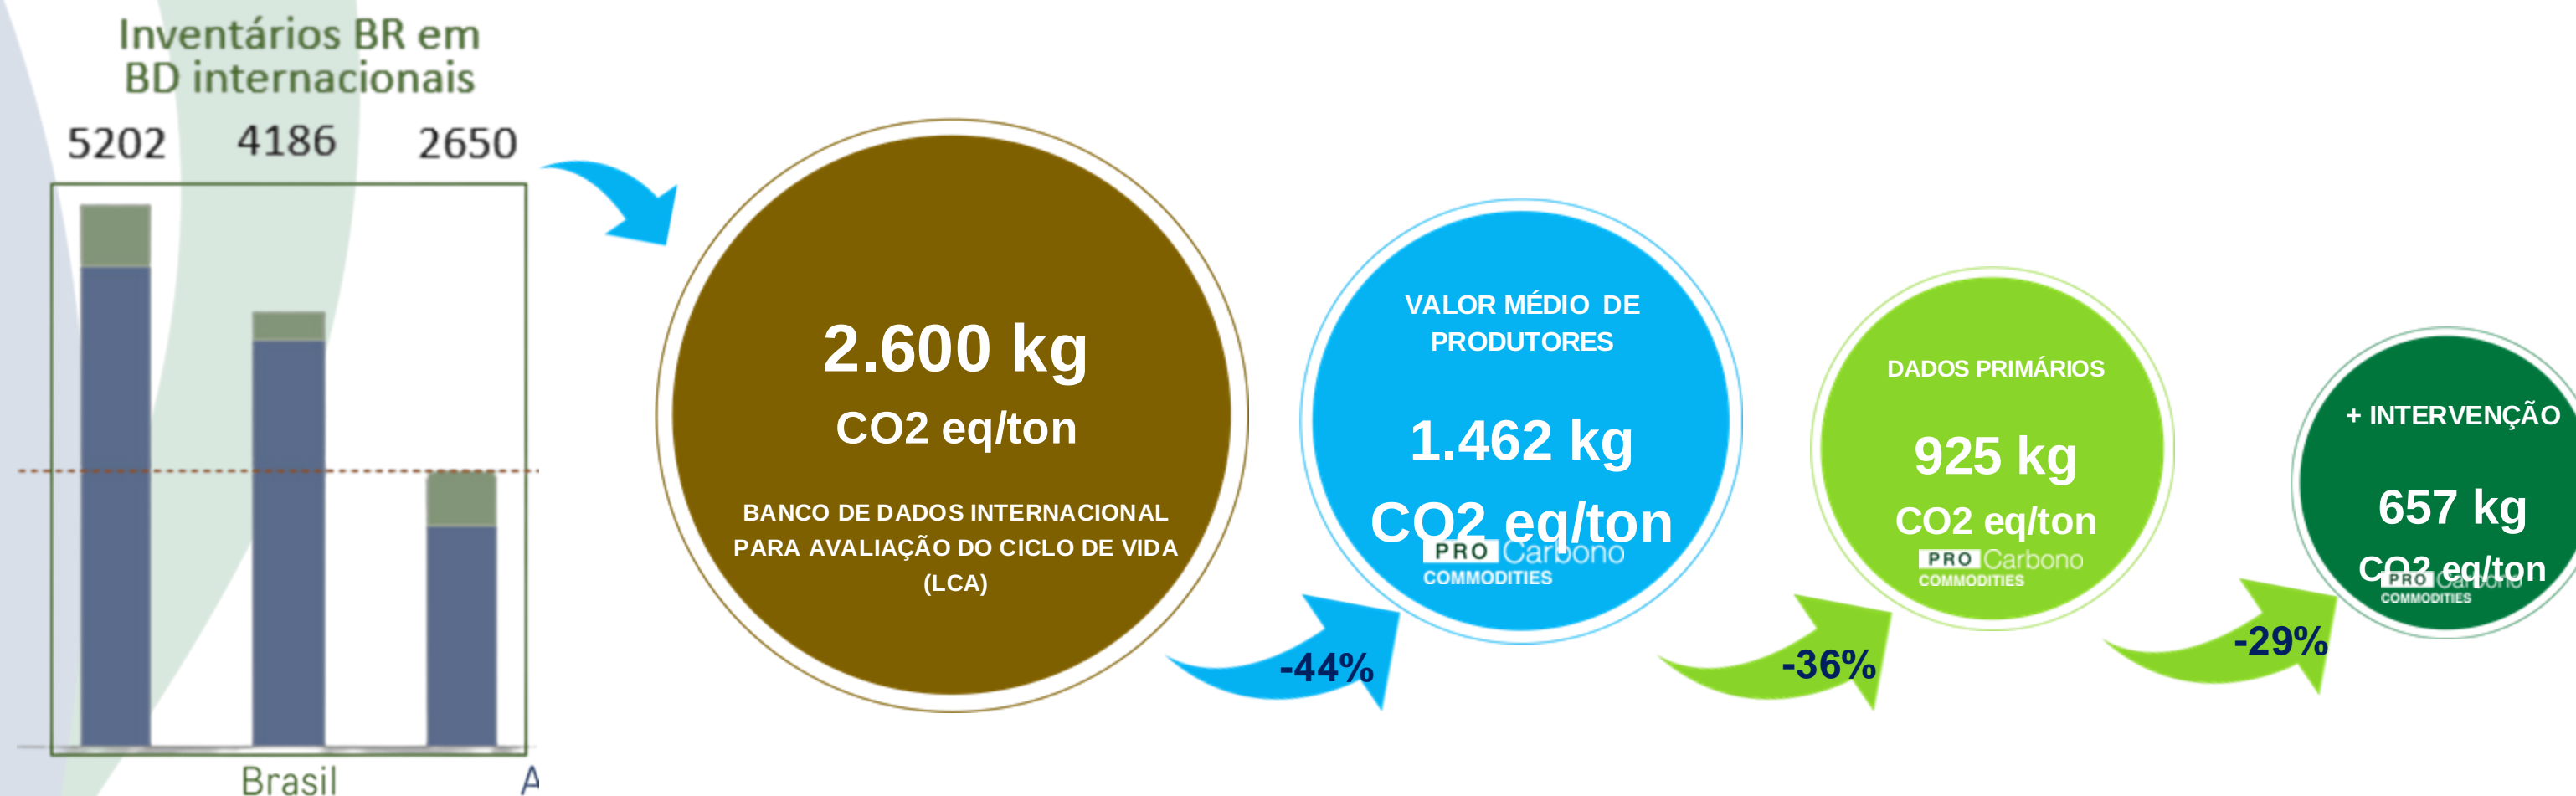 Inventários BR em
BD internacionais
5202 4186 2650
Brasil
A
2.600 kg
CO2 eq/ton
BANCO DE DADOS INTERNACIONAL
PARA AVALIAÇÃO DO CICLO DE VIDA
(LCA)
-44%
VALOR MÉDIO DE
PRODUTORES
1.462 kg
CO2 eq/ton
PRO Carbono
COMMODITIES
-36%
DADOS PRIMÁRIOS
925 kg
CO2 eq/ton
PRO Carbono
COMMODITIES
-29%
+ INTERVENÇÃO
657 kg
CO2 eq/ton
PRO Carbono
COMMODITIES